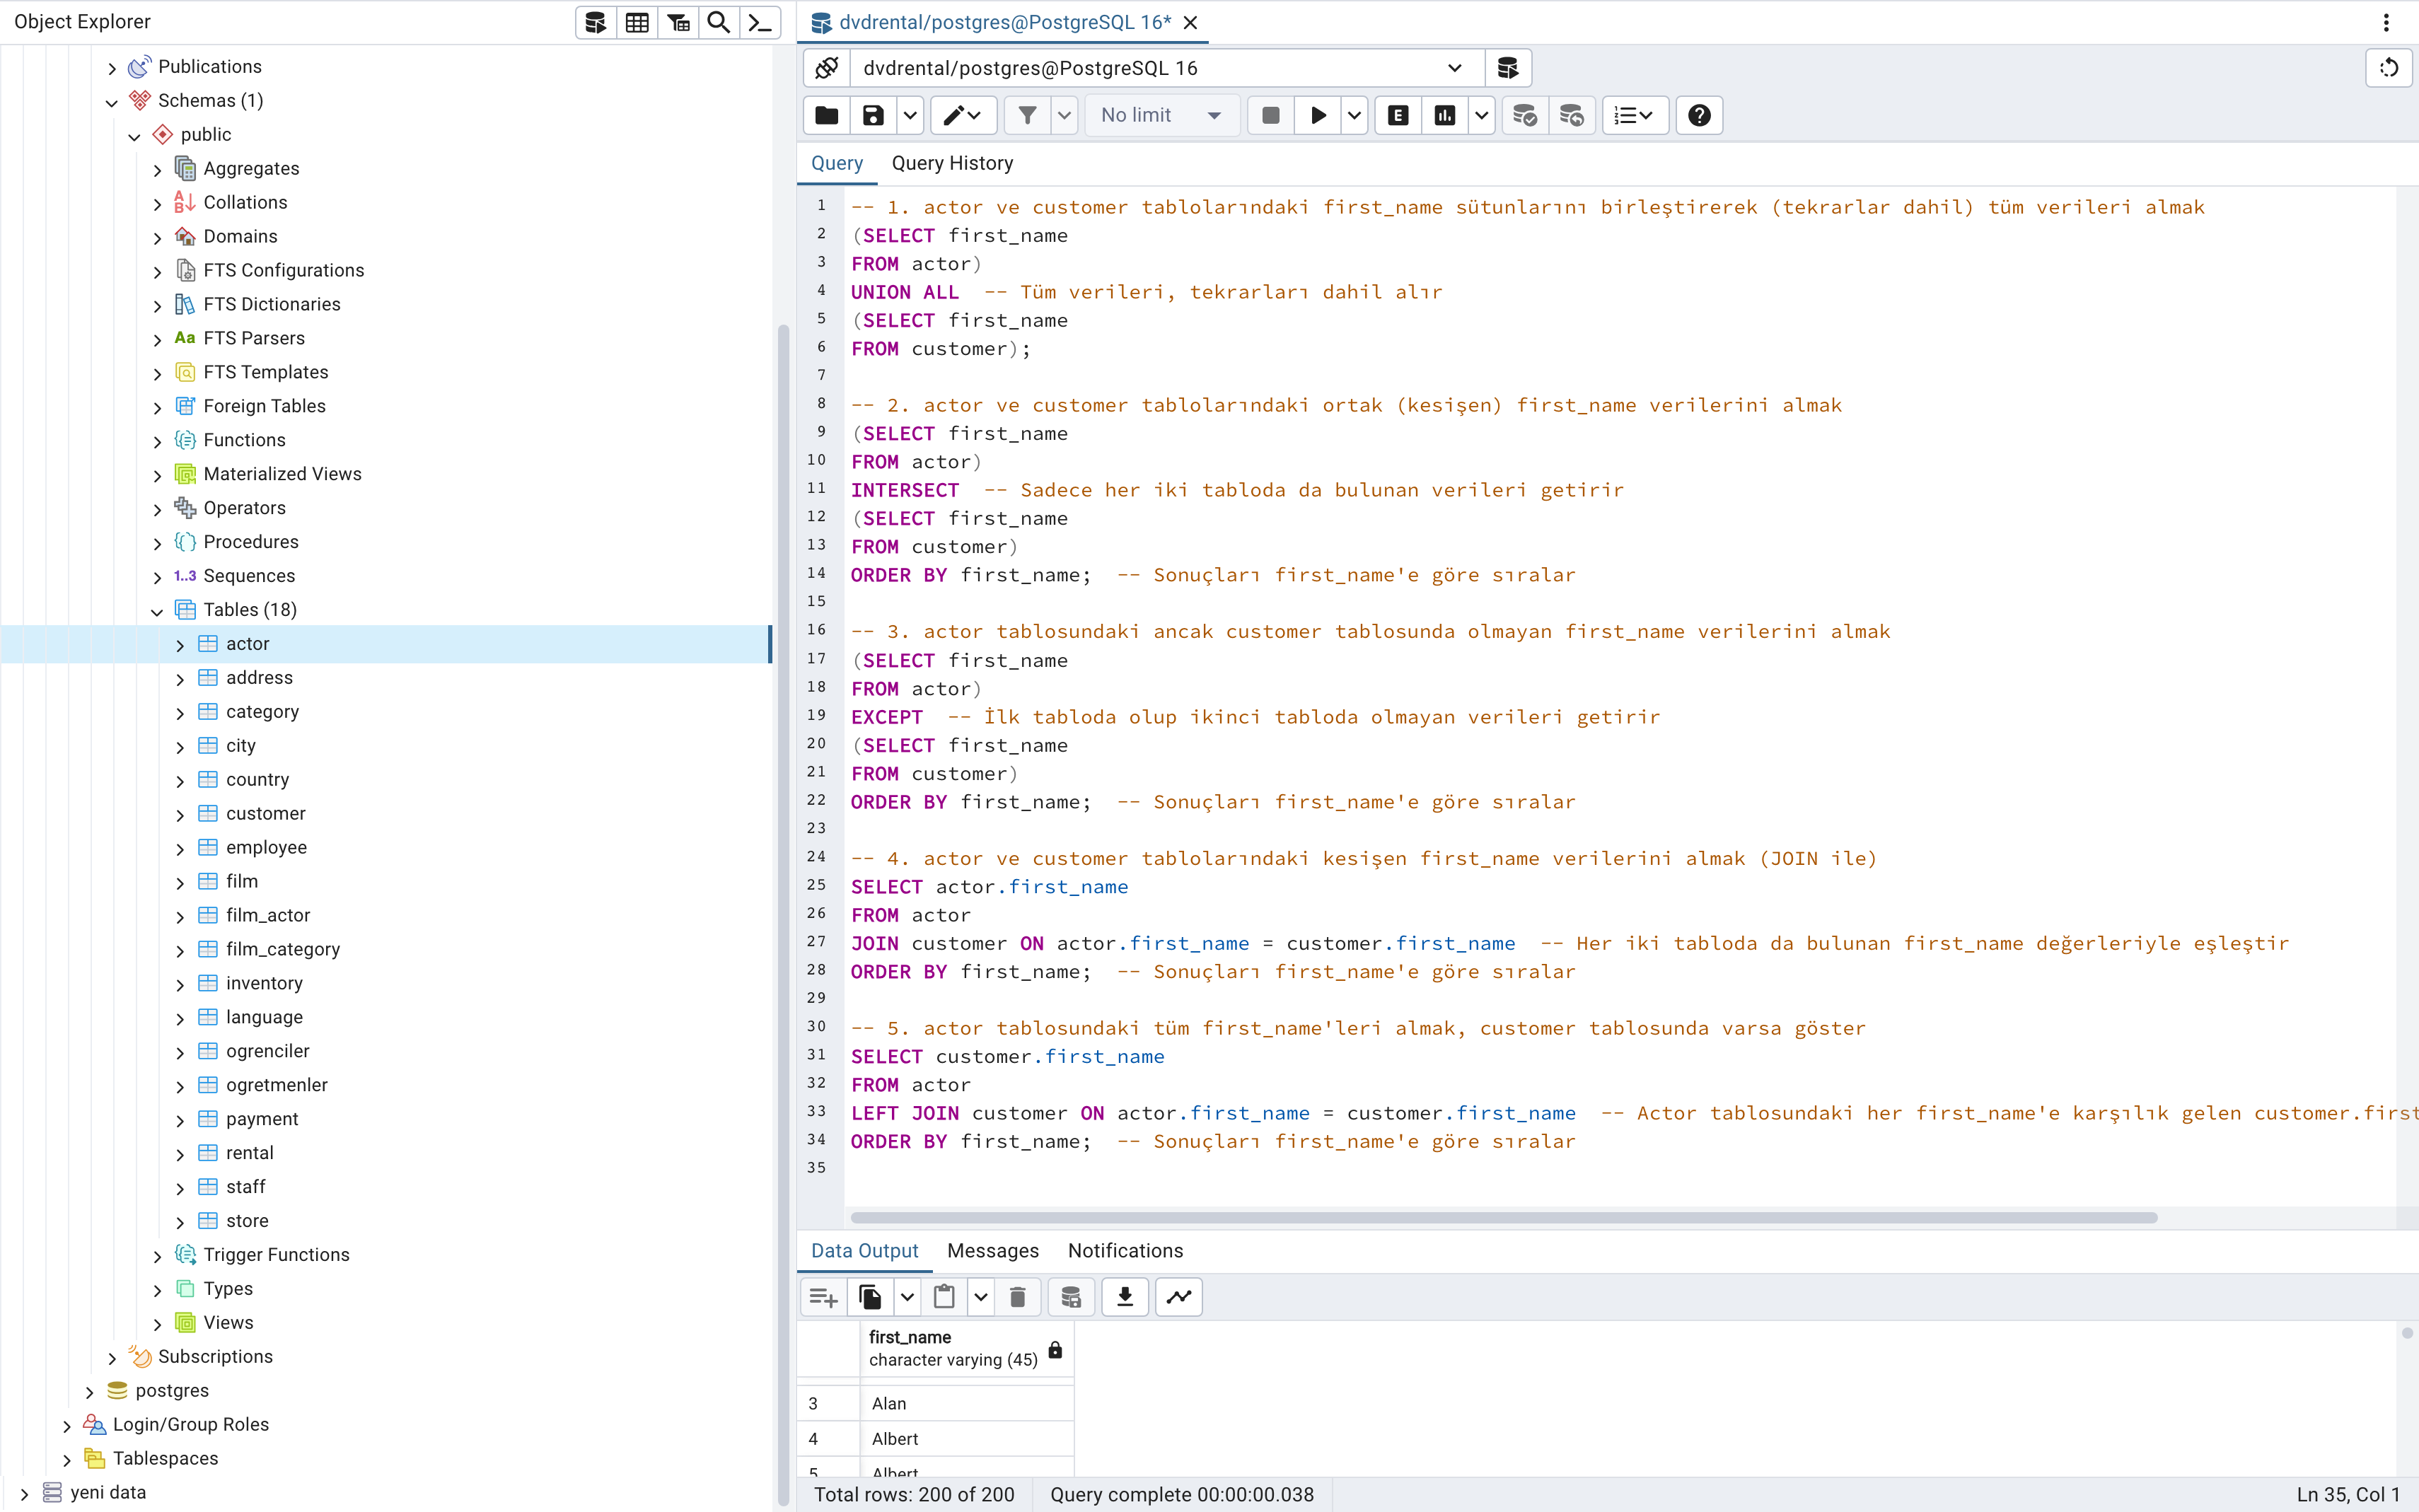 Object Explorer
Publications
Schemas (1)
public
Aggregates
Collations
Domains
FTS Configurations
FTS Dictionaries
Aa FTS Parsers
FTS Templates
Foreign Tables
Functions
Materialized Views
Operators
Procedures
1..3 Sequences
Tables (18)
actor
address
category
city
country
customer
employee
film
film_actor
film_category
inventory
language
ogrenciler
ogretmenler
payment
rental
staff
store
Trigger Functions
Types
Views
Subscriptions
postgres
Login/Group Roles
Tablespaces
yeni data
dvdrental/postgres@PostgreSQL 16*
dvdrental/postgres@PostgreSQL 16
No limit
E
Query Query History
1 -- 1. actor ve customer tablolarındaki first_name sütunlarını birleştirerek (tekrarlar dahil) tüm verileri almak
2 (SELECT first_name
3 FROM actor)
4 UNION ALL  -- Tüm verileri, tekrarları dahil alır
5 (SELECT first_name
6 FROM customer);
7
8 -- 2. actor ve customer tablolarındaki ortak (kesişen) first_name verilerini almak
9 (SELECT first_name
10 FROM actor)
11 INTERSECT  -- Sadece her iki tabloda da bulunan verileri getirir
12 (SELECT first_name
13 FROM customer)
14 ORDER BY first_name;  -- Sonuçları first_name'e göre sıralar
15
16 -- 3. actor tablosundaki ancak customer tablosunda olmayan first_name verilerini almak
17 (SELECT first_name
18 FROM actor)
19 EXCEPT  -- İlk tabloda olup ikinci tabloda olmayan verileri getirir
20 (SELECT first_name
21 FROM customer)
22 ORDER BY first_name;  -- Sonuçları first_name'e göre sıralar
23
24 -- 4. actor ve customer tablolarındaki kesişen first_name verilerini almak (JOIN ile)
25 SELECT actor.first_name
26 FROM actor
27 JOIN customer ON actor.first_name = customer.first_name  -- Her iki tabloda da bulunan first_name değerleriyle eşleştir
28 ORDER BY first_name;  -- Sonuçları first_name'e göre sıralar
29
30 -- 5. actor tablosundaki tüm first_name'leri almak, customer tablosunda varsa göster
31 SELECT customer.first_name
32 FROM actor
33 LEFT JOIN customer ON actor.first_name = customer.first_name  -- Actor tablosundaki her first_name'e karşılık gelen customer.first
34 ORDER BY first_name;  -- Sonuçları first_name'e göre sıralar
35
Data Output Messages Notifications
first_name
character varying (45)
3 Alan
4 Albert
5 Albert
Total rows: 200 of 200 Query complete 00:00:00.038 Ln 35, Col 1